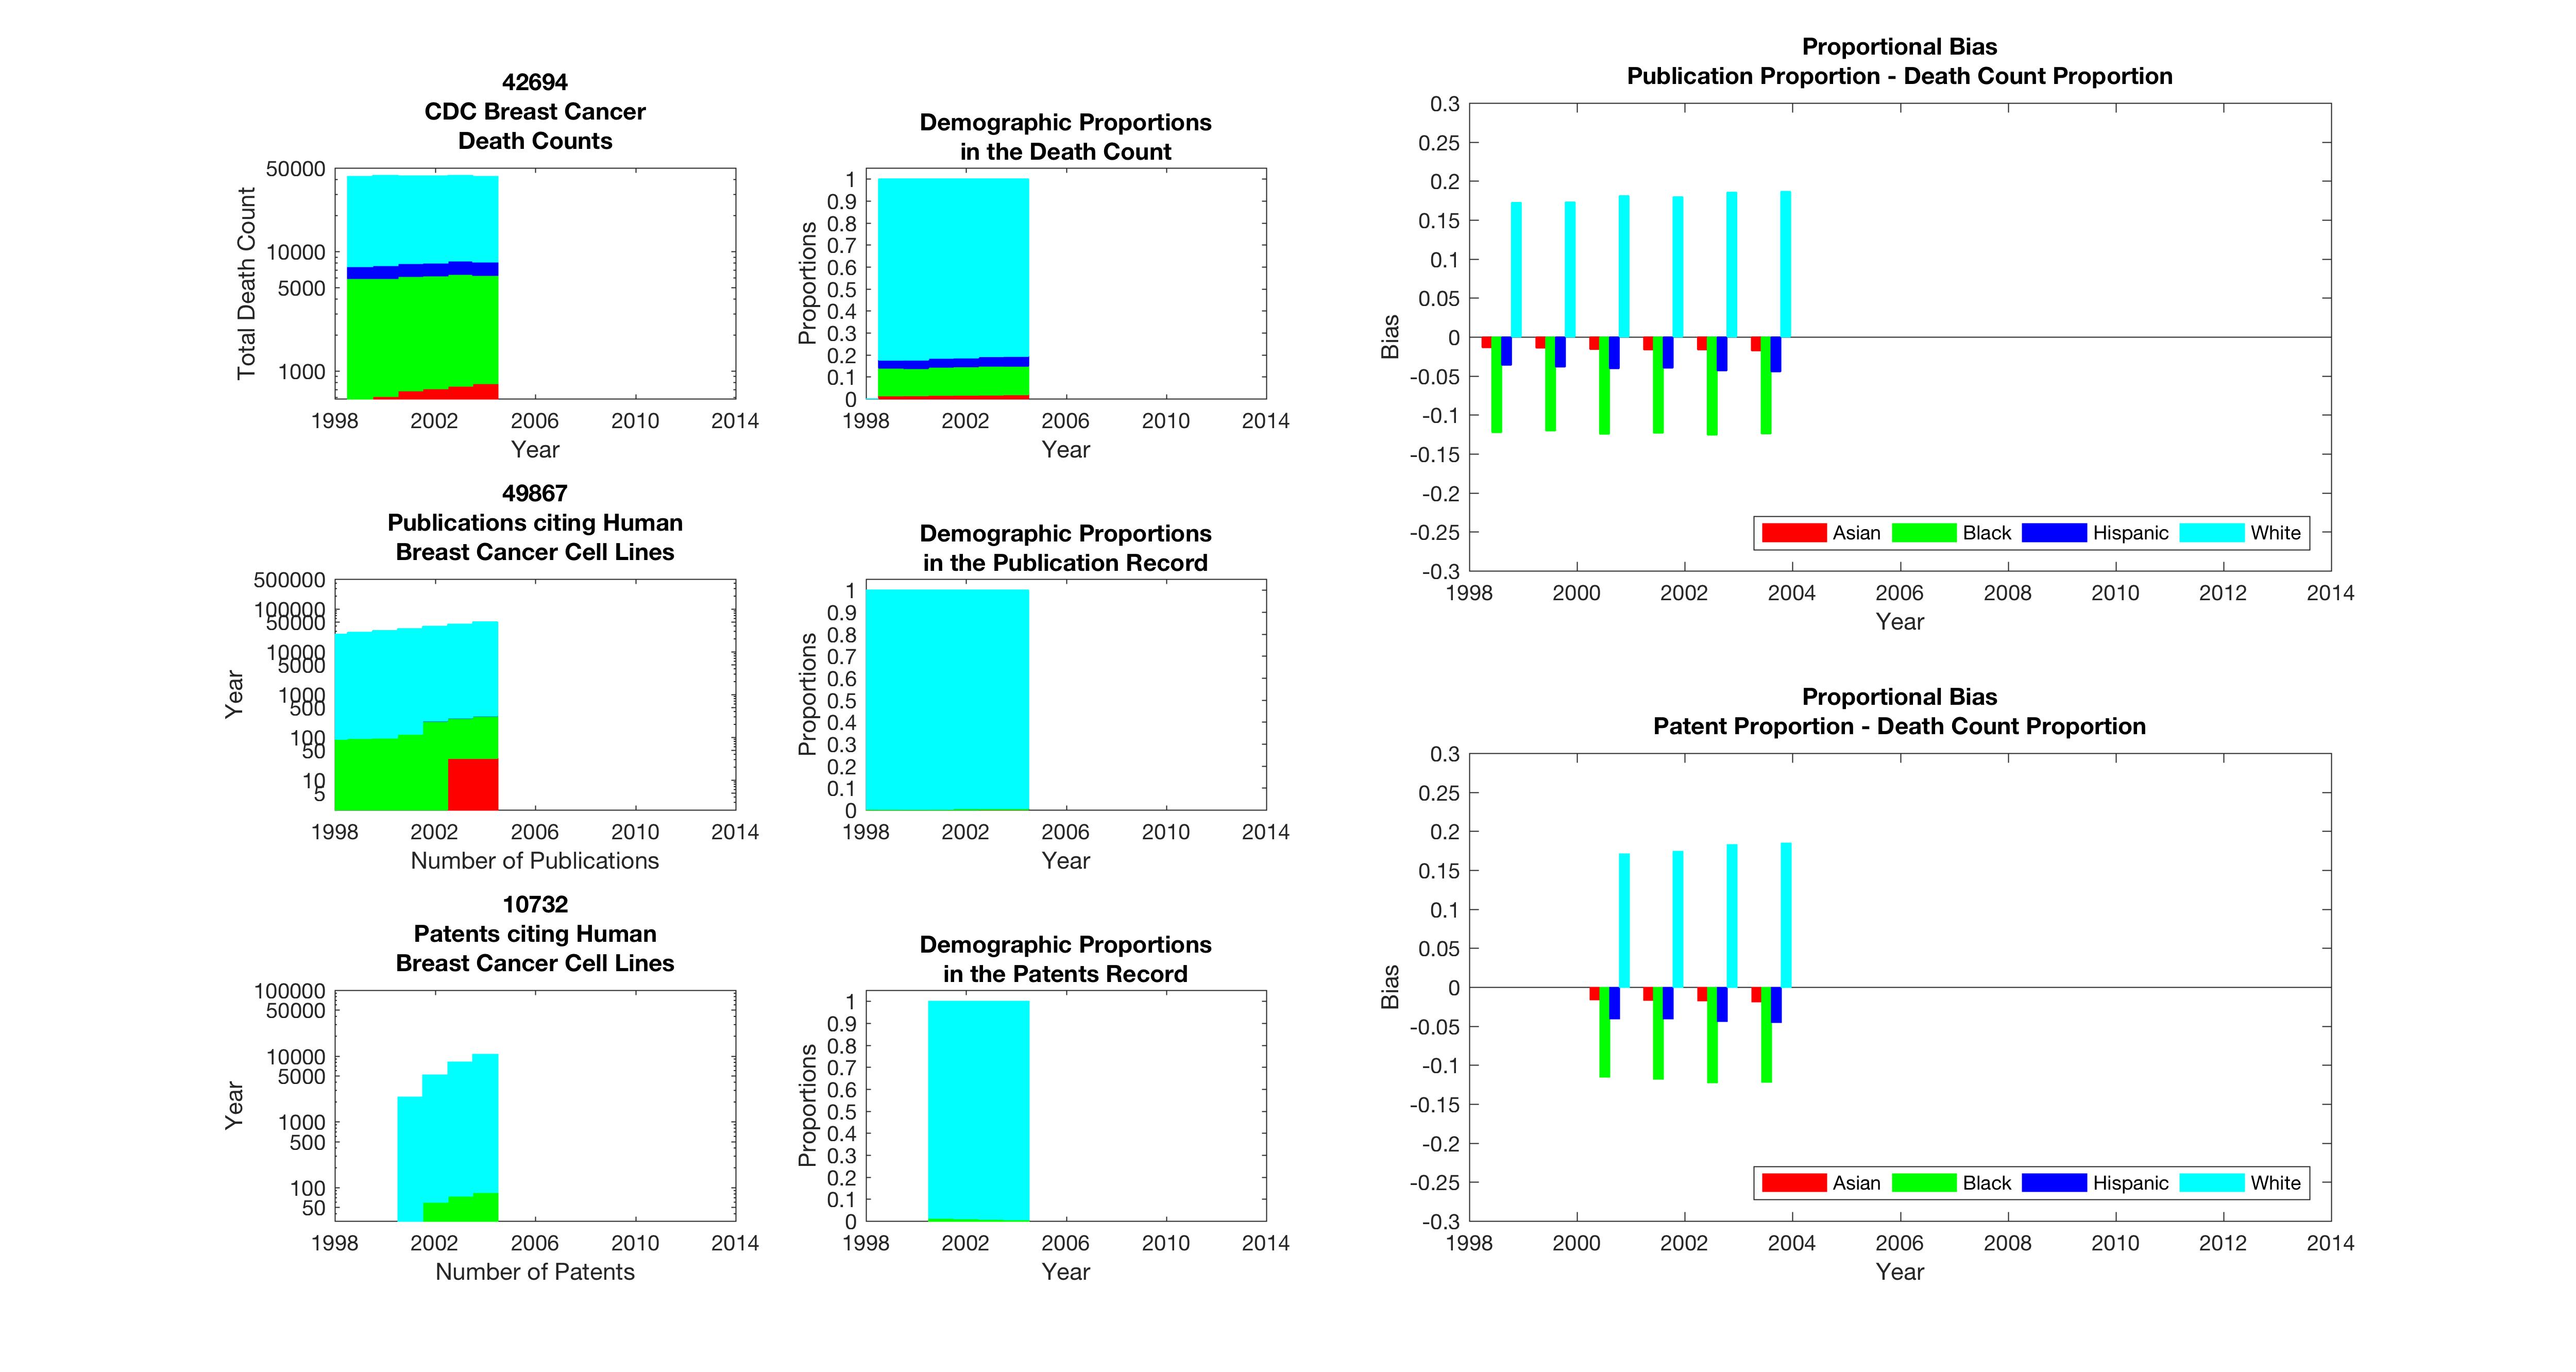 42694
CDC Breast Cancer
Death Counts
50000
10000
5000
1000
Total Death Count
1998 2002 2006 2010 2014
Year
Demographic Proportions
in the Death Count
1
0.9
0.8
0.7
0.6
0.5
0.4
0.3
0.2
0.1
0
Proportions
1998 2002 2006 2010 2014
Year
49867
Publications citing Human
Breast Cancer Cell Lines
500000
100000
50000
10000
5000
1000
500
100
50
10
5
Year
1998 2002 2006 2010 2014
Number of Publications
Demographic Proportions
in the Publication Record
1
0.9
0.8
0.7
0.6
0.5
0.4
0.3
0.2
0.1
0
Proportions
1998 2002 2006 2010 2014
Year
10732
Patents citing Human
Breast Cancer Cell Lines
100000
50000
10000
5000
1000
500
100
50
Year
1998 2002 2006 2010 2014
Number of Patents
Demographic Proportions
in the Patents Record
1
0.9
0.8
0.7
0.6
0.5
0.4
0.3
0.2
0.1
0
Proportions
1998 2002 2006 2010 2014
Year
Proportional Bias
Publication Proportion - Death Count Proportion
0.3
0.25
0.2
0.15
0.1
0.05
0
-0.05
-0.1
-0.15
-0.2
-0.25
-0.3
Bias
Asian Black Hispanic White
1998 2000 2002 2004 2006 2008 2010 2012 2014
Year
Proportional Bias
Patent Proportion - Death Count Proportion
0.3
0.25
0.2
0.15
0.1
0.05
0
-0.05
-0.1
-0.15
-0.2
-0.25
-0.3
Bias
Asian Black Hispanic White
1998 2000 2002 2004 2006 2008 2010 2012 2014
Year